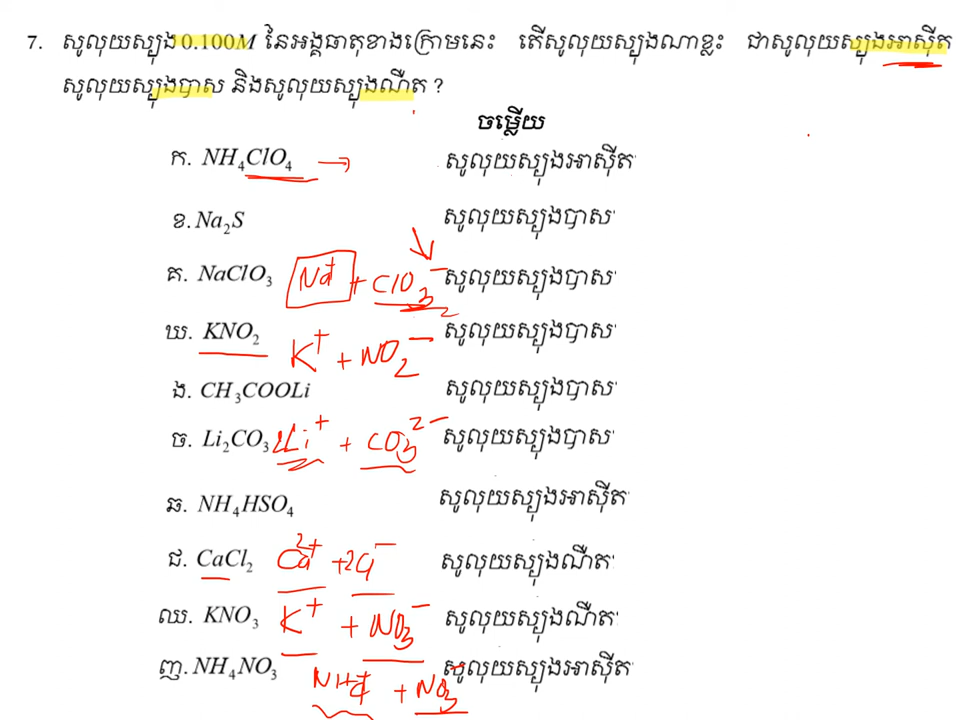 7. សូលុយស្យុង 0.100M នៃអង្គធាតុខាងក្រោមនេះ តើសូលុយស្យុងណាខ្លះ ជាសូលុយស្យុងអាស៊ីត
សូលុយស្យុងបាស និងសូលុយស្យុងណឺត ?
ចម្លើយ
ក. NH₄ClO₄ → សូលុយស្យុងអាស៊ីត
ខ. Na₂S សូលុយស្យុងបាស
គ. NaClO₃ Na⁺ + ClO₃⁻ សូលុយស្យុងបាស
ឃ. KNO₂ K⁺ + NO₂⁻ សូលុយស្យុងបាស
ង. CH₃COOLi សូលុយស្យុងបាស
ច. Li₂CO₃ 2Li⁺ + CO₃²⁻ សូលុយស្យុងបាស
ឆ. NH₄HSO₄ សូលុយស្យុងអាស៊ីត
ជ. CaCl₂ Ca²⁺ + 2Cl⁻ សូលុយស្យុងណឺត
ឈ. KNO₃ K⁺ + NO₃⁻ សូលុយស្យុងណឺត
ញ. NH₄NO₃ NH₄⁺ + NO₃⁻ សូលុយស្យុងអាស៊ីត